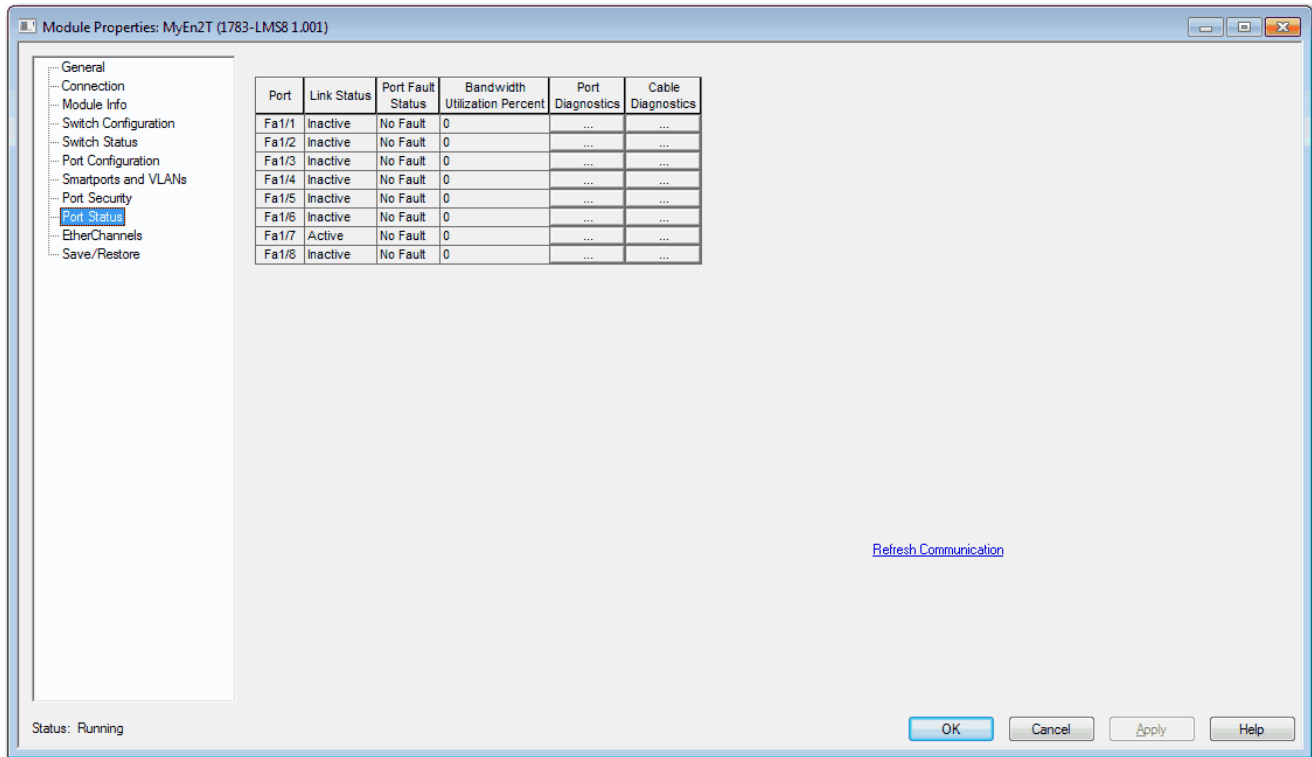 Module Properties: MyEn2T (1783-LMS8 1.001)
General
Connection
Module Info
Switch Configuration
Switch Status
Port Configuration
Smartports and VLANs
Port Security
Port Status
EtherChannels
Save/Restore
Port Link Status Port Fault Status Bandwidth Utilization Percent Port Diagnostics Cable Diagnostics
Fa1/1 Inactive No Fault 0 ... ...
Fa1/2 Inactive No Fault 0 ... ...
Fa1/3 Inactive No Fault 0 ... ...
Fa1/4 Inactive No Fault 0 ... ...
Fa1/5 Inactive No Fault 0 ... ...
Fa1/6 Inactive No Fault 0 ... ...
Fa1/7 Active No Fault 0 ... ...
Fa1/8 Inactive No Fault 0 ... ...
Refresh Communication
Status: Running
OK Cancel Apply Help